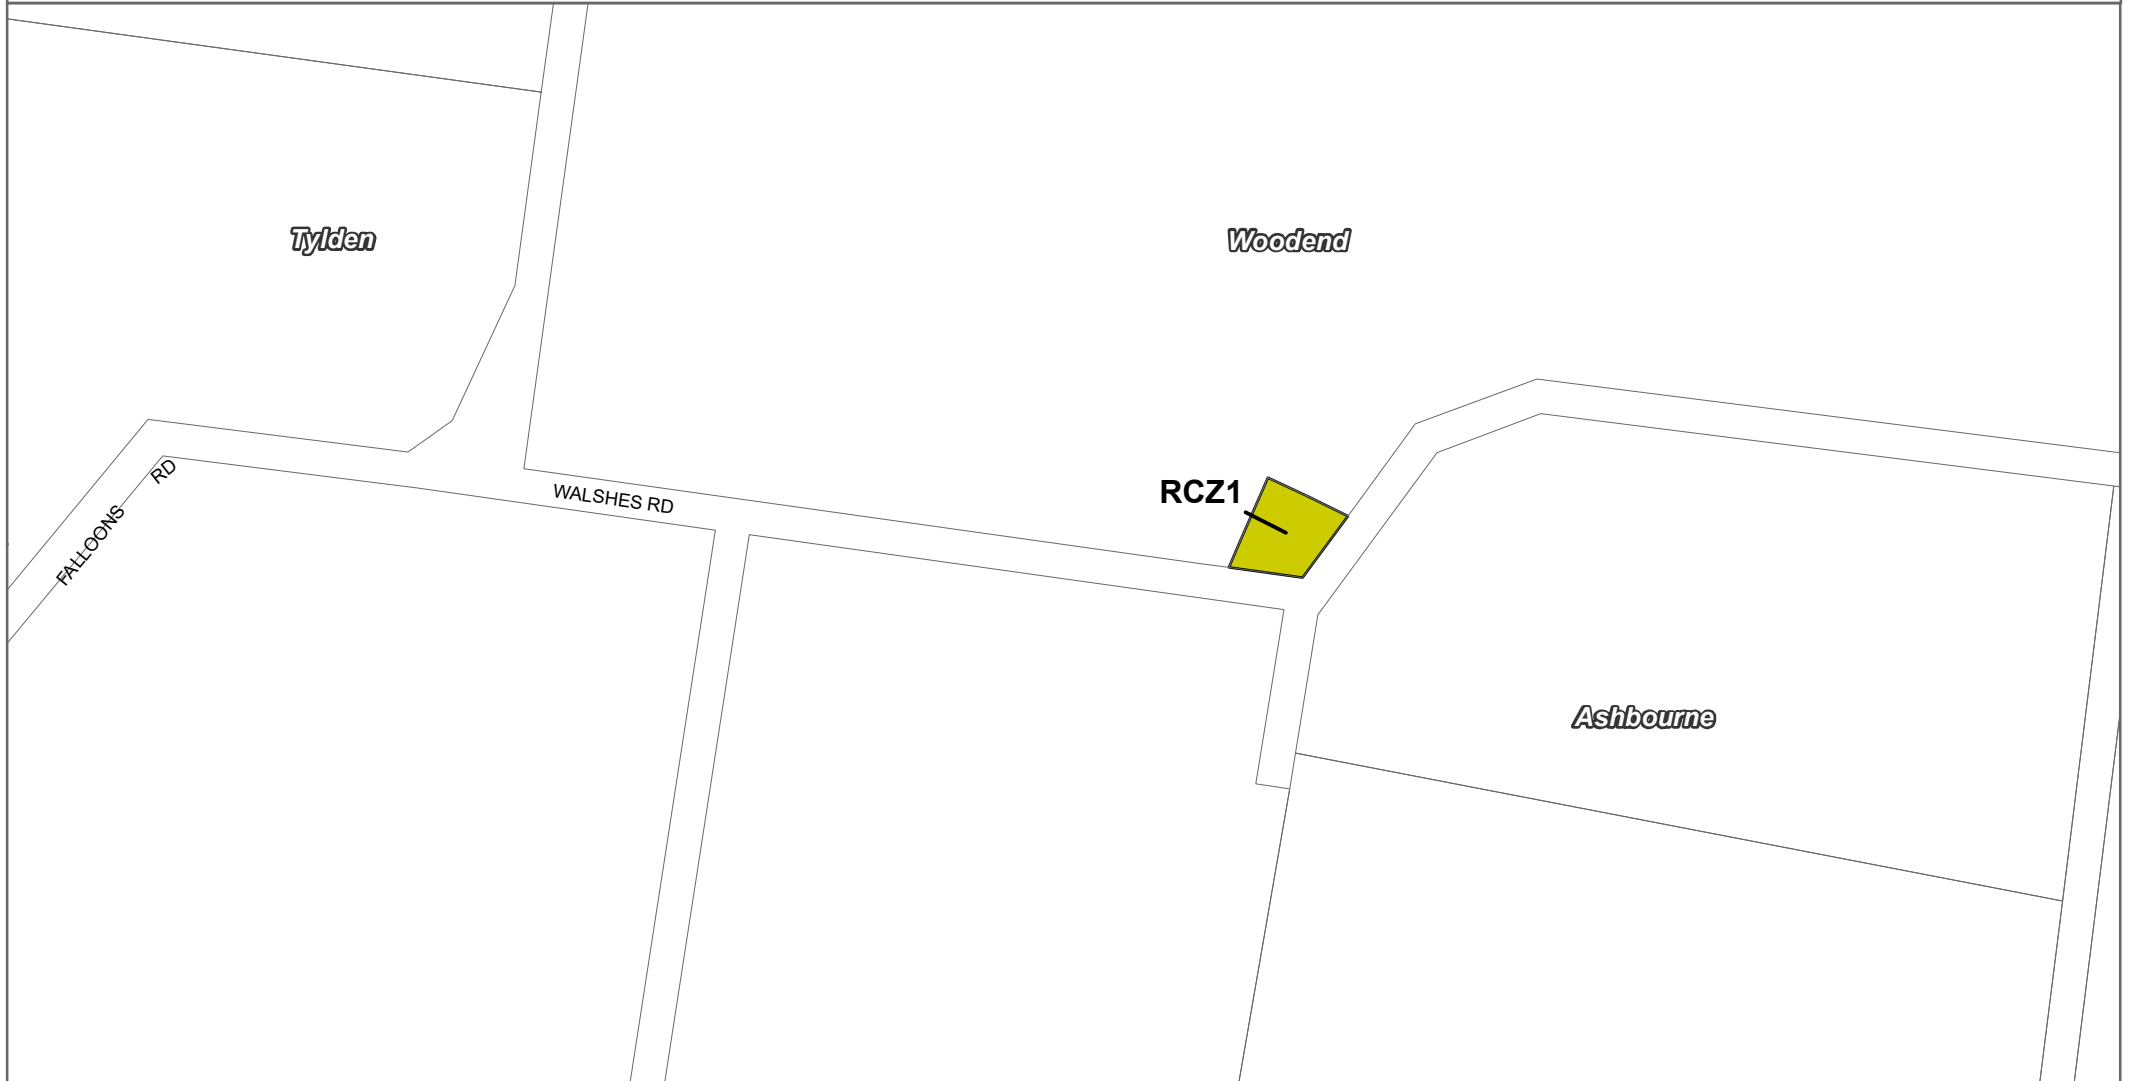 Tylden
Woodend
RCZ1
WALSHES RD
FALLOONS RD
Ashbourne